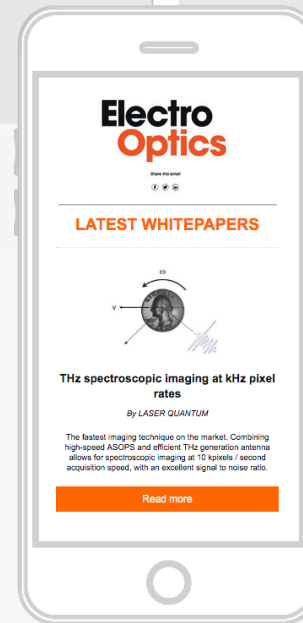 Electro
Optics
Share this email
LATEST WHITEPAPERS
ω
v
THz spectroscopic imaging at kHz pixel
rates
By LASER QUANTUM
The fastest imaging technique on the market. Combining
high-speed ASOPS and efficient THz generation antenna
allows for spectroscopic imaging at 10 kpixels / second
acquisition speed, with an excellent signal to noise ratio.
Read more